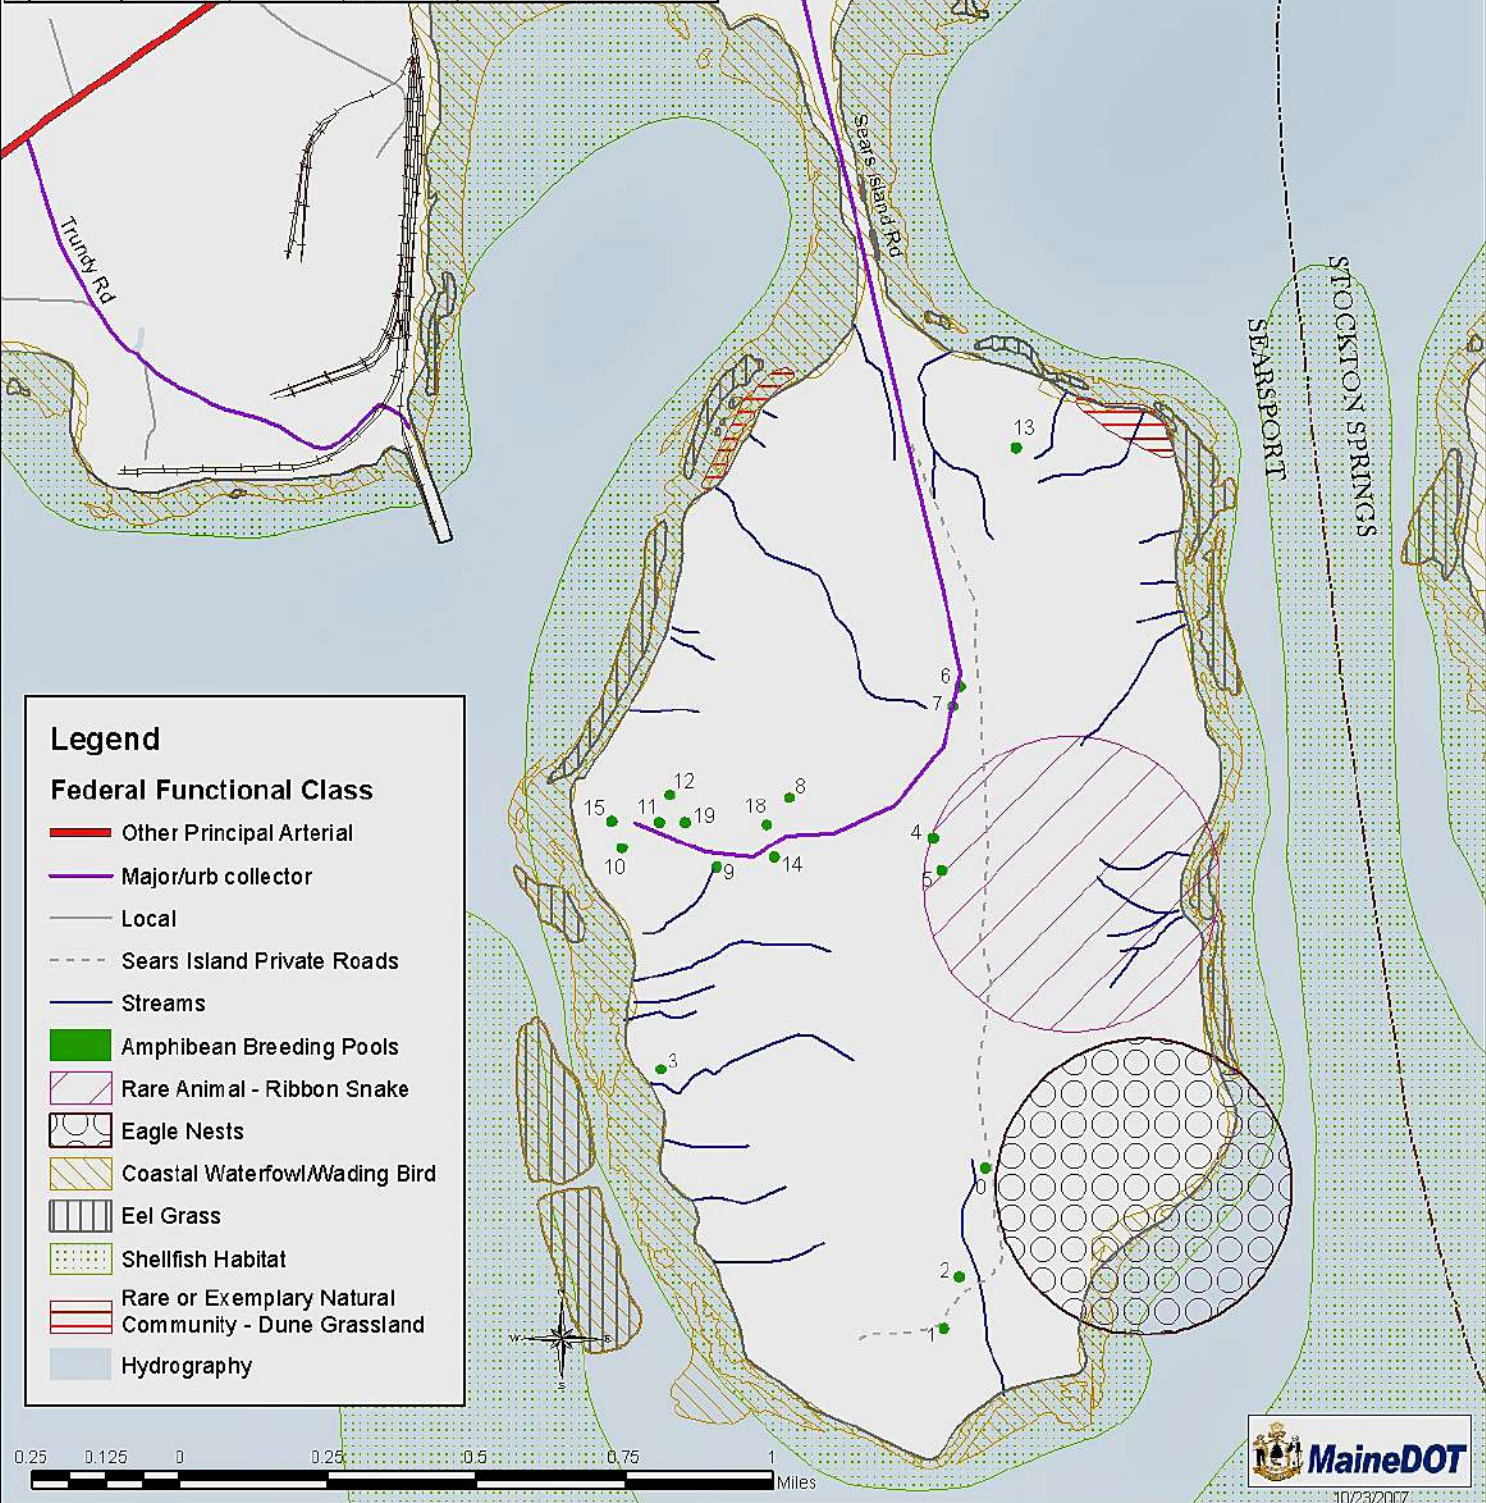 Sears Island Rd
Trundy Rd
STOCKTON SPRINGS
SEARSPORT
13
6
7
12
8
15
11
19
18
4
10
9
14
5
3
0
2
1
Legend
Federal Functional Class
Other Principal Arterial
Major/urb collector
Local
Sears Island Private Roads
Streams
Amphibean Breeding Pools
Rare Animal - Ribbon Snake
Eagle Nests
Coastal Waterfowl/Wading Bird
Eel Grass
Shellfish Habitat
Rare or Exemplary Natural
Community - Dune Grassland
Hydrography
W
E
S
0.25 0.125 0 0.25 0.5 0.75 1
Miles
MaineDOT
10/23/2007